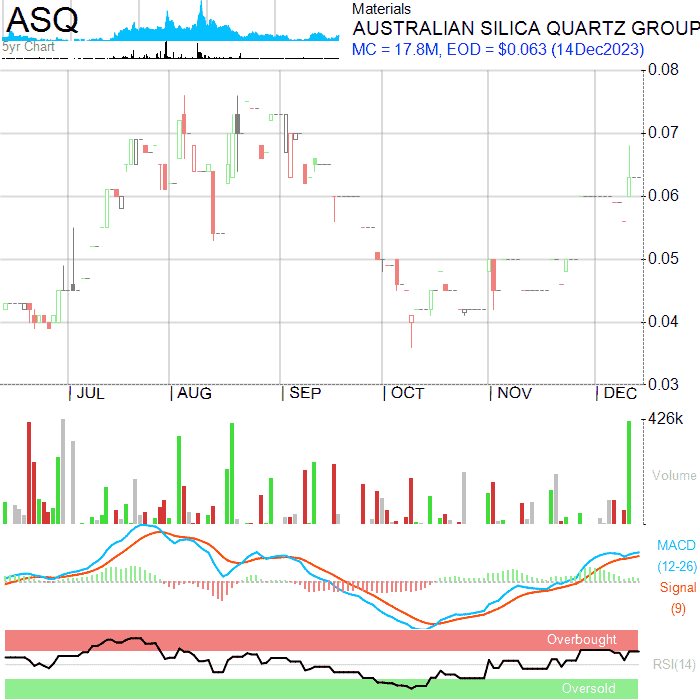 ASQ
5yr Chart
Materials
AUSTRALIAN SILICA QUARTZ GROUP
MC = 17.8M, EOD = $0.063 (14Dec2023)
0.08
0.07
0.06
0.05
0.04
0.03
JUL AUG SEP OCT NOV DEC
426k
Volume
MACD
(12-26)
Signal
(9)
Overbought
RSI(14)
Oversold